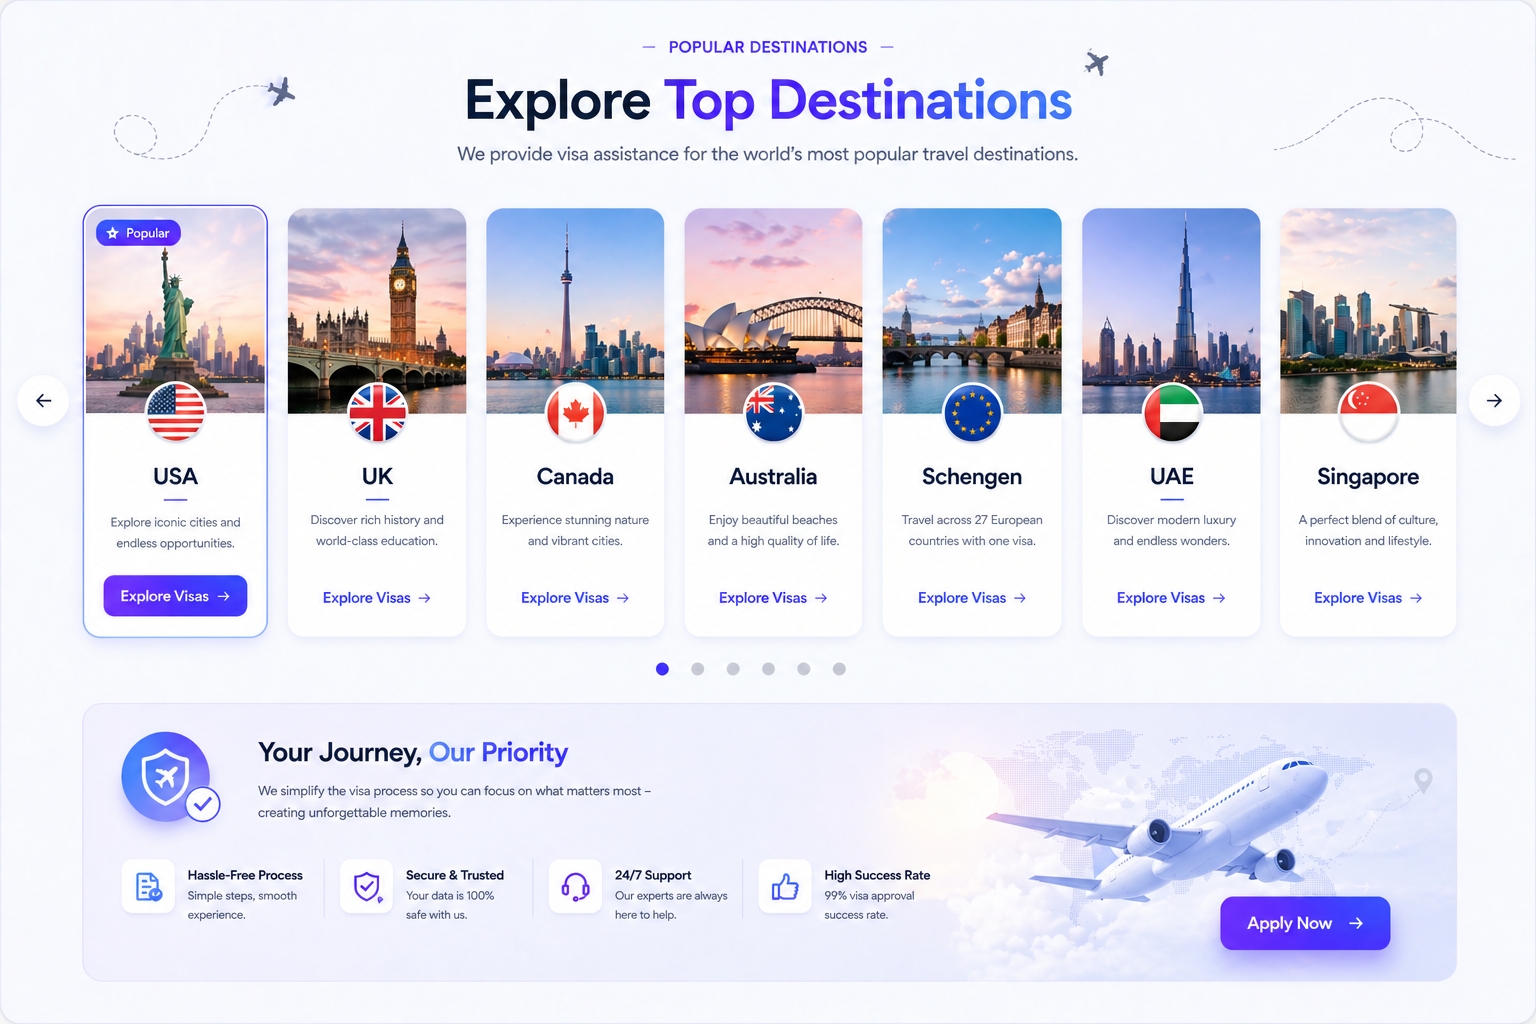 POPULAR DESTINATIONS
Explore Top Destinations
We provide visa assistance for the world's most popular travel destinations.
Popular
USA
Explore iconic cities and
endless opportunities.
Explore Visas
UK
Discover rich history and
world-class education.
Explore Visas
Canada
Experience stunning nature
and vibrant cities.
Explore Visas
Australia
Enjoy beautiful beaches
and a high quality of life.
Explore Visas
Schengen
Travel across 27 European
countries with one visa.
Explore Visas
UAE
Discover modern luxury
and endless wonders.
Explore Visas
Singapore
A perfect blend of culture,
innovation and lifestyle.
Explore Visas
Your Journey, Our Priority
We simplify the visa process so you can focus on what matters most –
creating unforgettable memories.
Hassle-Free Process
Simple steps, smooth
experience.
Secure & Trusted
Your data is 100%
safe with us.
24/7 Support
Our experts are always
here to help.
High Success Rate
99% visa approval
success rate.
Apply Now